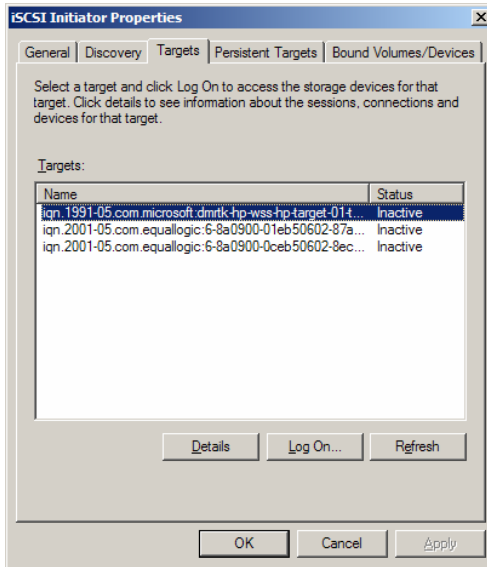 iSCSI Initiator Properties
General Discovery Targets Persistent Targets Bound Volumes/Devices
Select a target and click Log On to access the storage devices for that
target. Click details to see information about the sessions, connections and
devices for that target.
Targets:
Name Status
iqn.1991-05.com.microsoft:dmrtk-hp-wss-hp-target-01-t... Inactive
iqn.2001-05.com.equallogic:6-8a0900-01eb50602-87a... Inactive
iqn.2001-05.com.equallogic:6-8a0900-0ceb50602-8ec... Inactive
Details Log On... Refresh
OK Cancel Apply